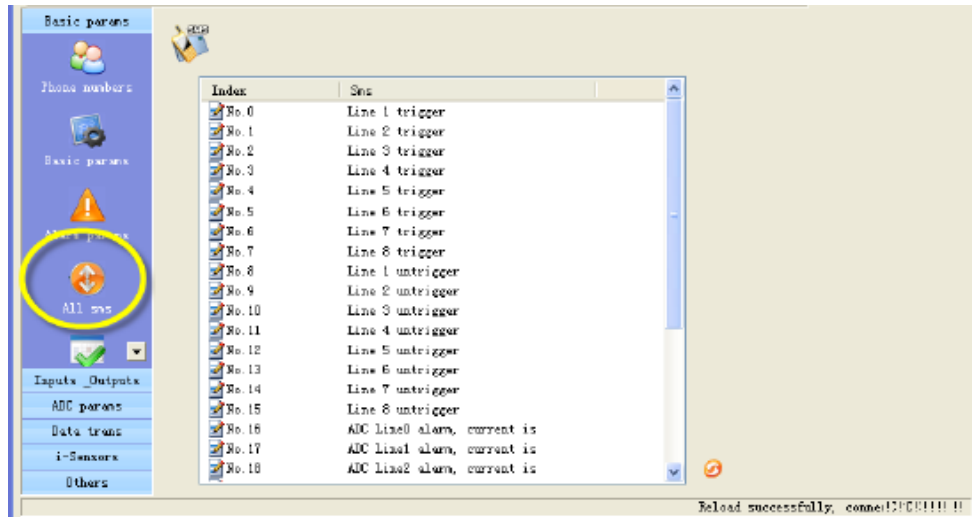 Basic params
Phone numbers
Basic params
Alarm params
All sms
Inputs _Outputs
ADC params
Data trans
i-Sensors
Others
Index Sms
No.0 Line 1 trigger
No.1 Line 2 trigger
No.2 Line 3 trigger
No.3 Line 4 trigger
No.4 Line 5 trigger
No.5 Line 6 trigger
No.6 Line 7 trigger
No.7 Line 8 trigger
No.8 Line 1 untrigger
No.9 Line 2 untrigger
No.10 Line 3 untrigger
No.11 Line 4 untrigger
No.12 Line 5 untrigger
No.13 Line 6 untrigger
No.14 Line 7 untrigger
No.15 Line 8 untrigger
No.16 ADC Line0 alarm, current is
No.17 ADC Line1 alarm, current is
No.18 ADC Line2 alarm, current is
Reload successfully,